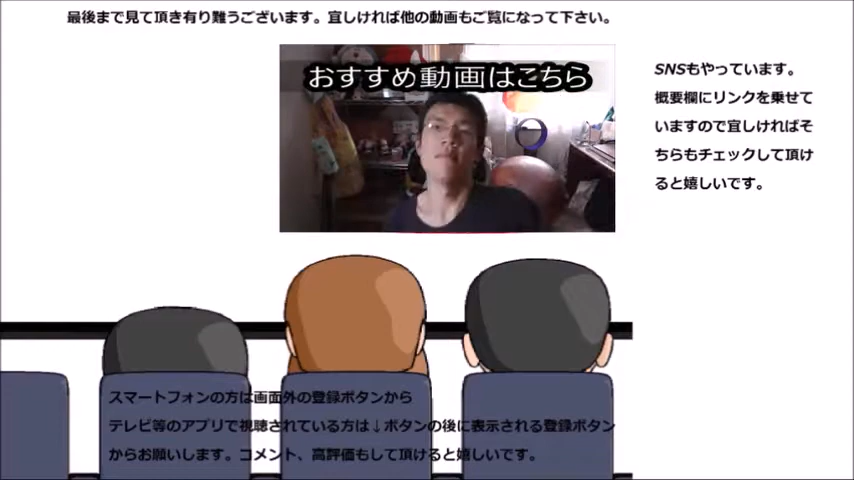 最後まで見て頂き有り難うございます。宜しければ他の動画もご覧になって下さい。
おすすめ動画はこちら
SNSもやっています。
概要欄にリンクを乗せて
いますので宜しければそ
ちらもチェックして頂け
ると嬉しいです。
スマートフォンの方は画面外の登録ボタンから
テレビ等のアプリで視聴されている方は↓ボタンの後に表示される登録ボタン
からお願いします。コメント、高評価もして頂けると嬉しいです。